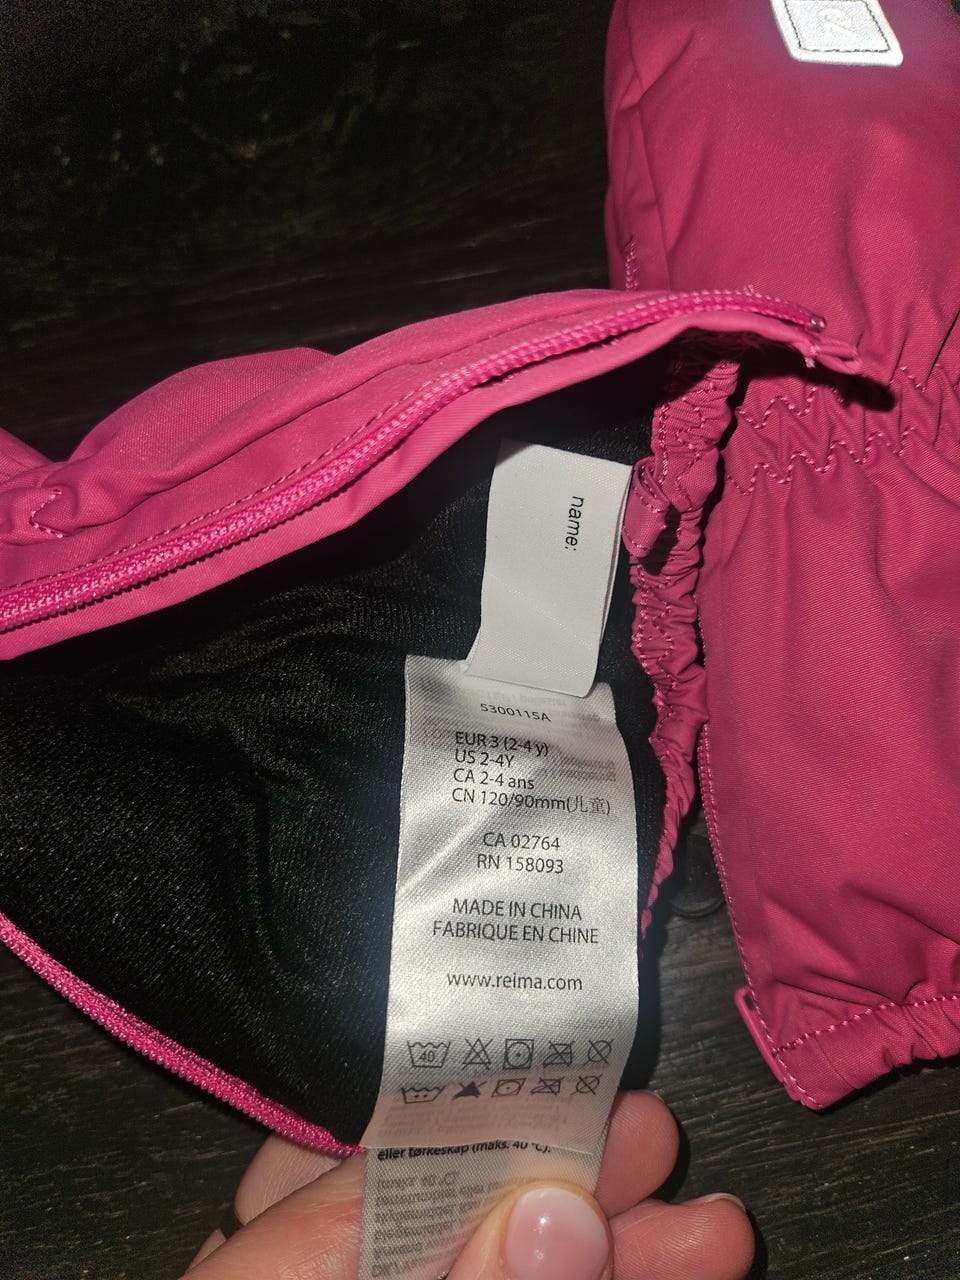 name:
5300115A
EUR 3 (2-4 y)
US 2-4Y
CA 2-4 ans
CN 120/90mm(儿童)
CA 02764
RN 158093
MADE IN CHINA
FABRIQUE EN CHINE
www.reima.com
40
eller tørkeskap (maks. 40 °C).